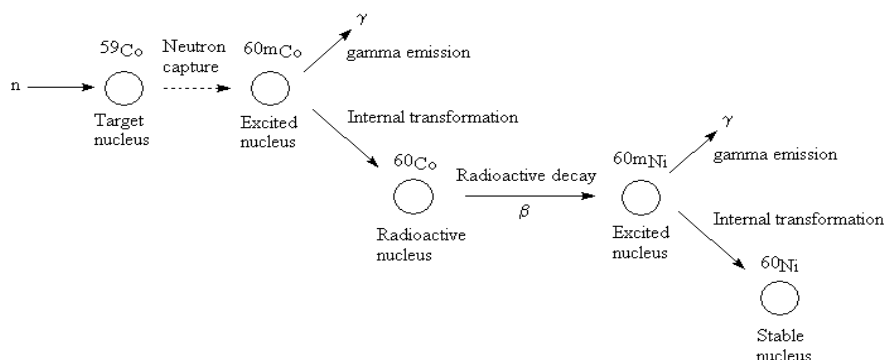 γ
59Co
Neutron
capture
60mCo
gamma emission
n
Target
nucleus
Excited
nucleus
Internal transformation
γ
60Co
Radioactive decay
β
60mNi
gamma emission
Radioactive
nucleus
Excited
nucleus
Internal transformation
60Ni
Stable
nucleus